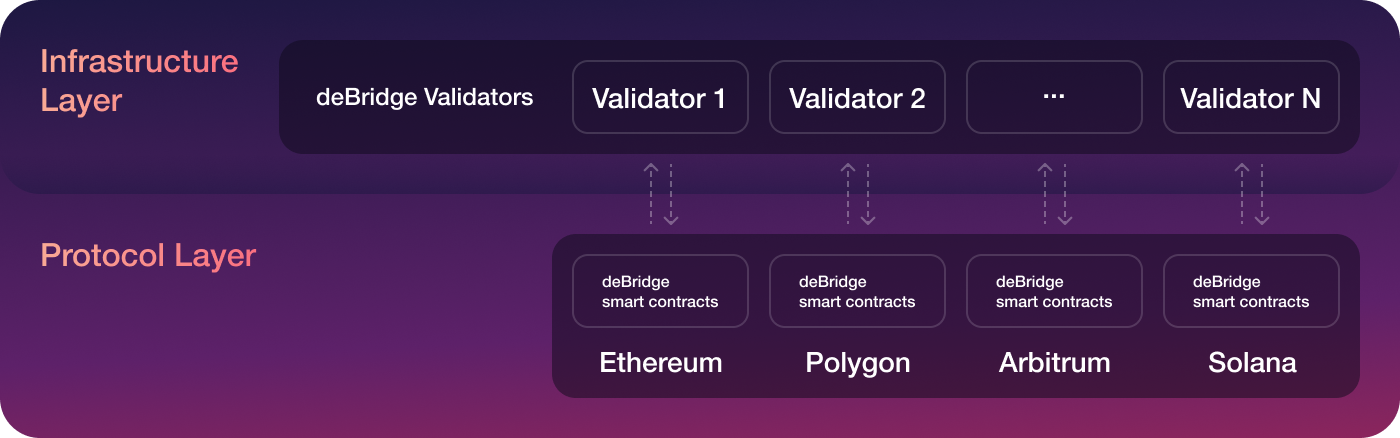 Infrastructure
Layer
deBridge Validators
Validator 1
Validator 2
...
Validator N
Protocol Layer
deBridge
smart contracts
deBridge
smart contracts
deBridge
smart contracts
deBridge
smart contracts
Ethereum
Polygon
Arbitrum
Solana